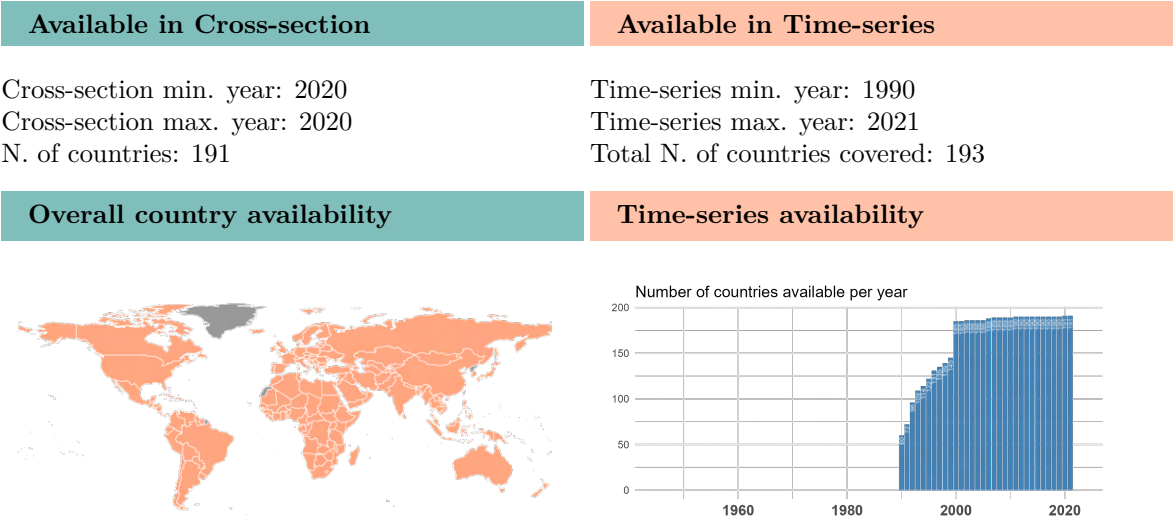 Available in Cross-section
Cross-section min. year: 2020
Cross-section max. year: 2020
N. of countries: 191
Available in Time-series
Time-series min. year: 1990
Time-series max. year: 2021
Total N. of countries covered: 193
Overall country availability
Time-series availability
Number of countries available per year
200
150
100
50
0
1960 1980 2000 2020